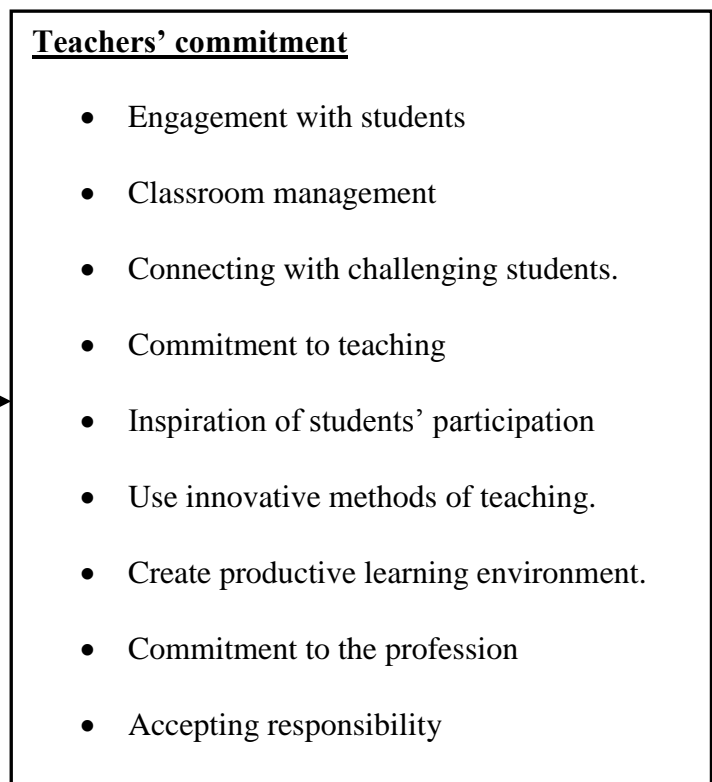 Teachers’ commitment
• Engagement with students
• Classroom management
• Connecting with challenging students.
• Commitment to teaching
• Inspiration of students’ participation
• Use innovative methods of teaching.
• Create productive learning environment.
• Commitment to the profession
• Accepting responsibility